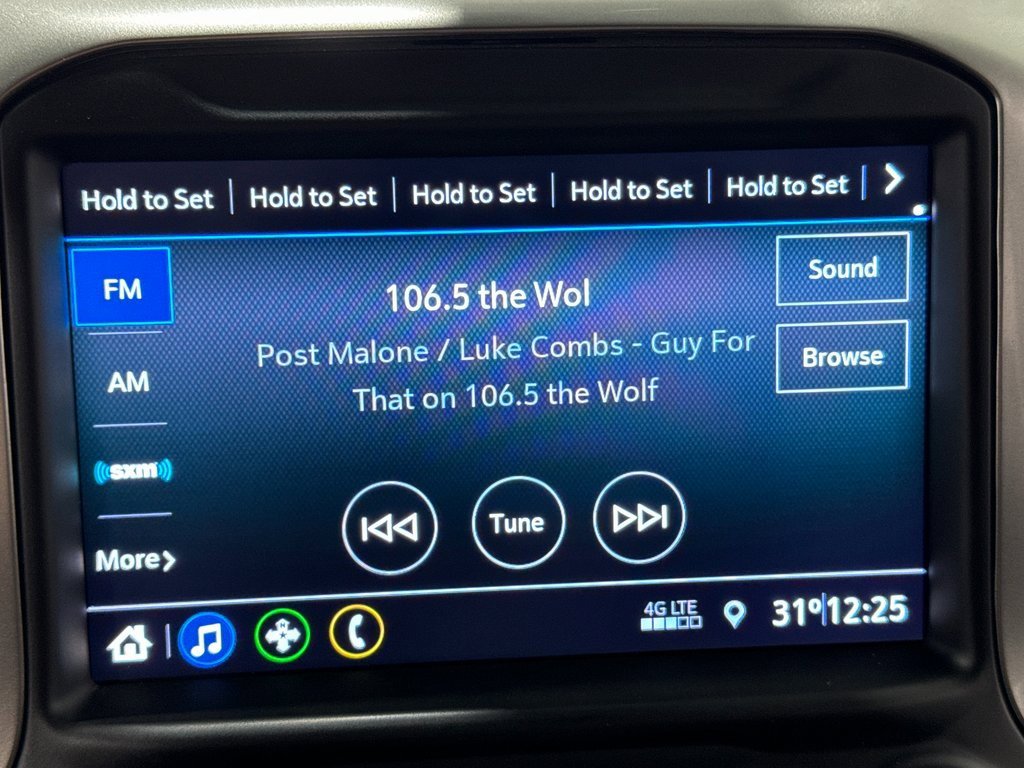 Hold to Set Hold to Set Hold to Set Hold to Set Hold to Set
FM
Sound
106.5 the Wol
Post Malone / Luke Combs - Guy For
That on 106.5 the Wolf
Browse
AM
sxm
Tune
More
4G LTE
31° 12:25
N